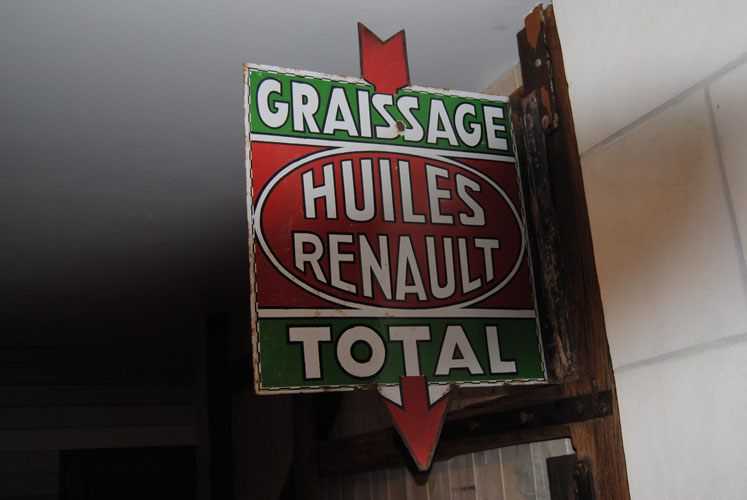 GRAISSAGE
HUILES
RENAULT
TOTAL